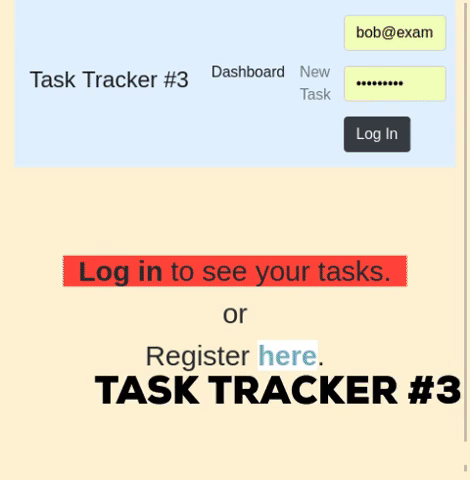 Task Tracker #3
Dashboard
New
Task
bob@exam
•••••••••
Log In
Log in to see your tasks.
or
Register here.
TASK TRACKER #3